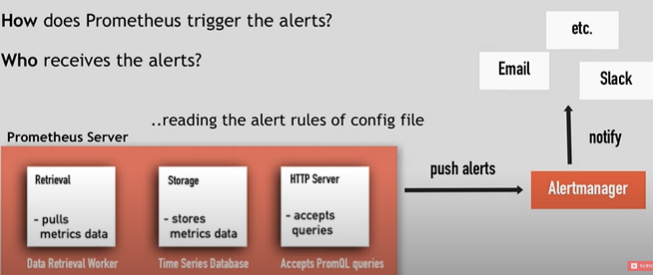 How does Prometheus trigger the alerts?
etc.
Who receives the alerts?
Email
Slack
..reading the alert rules of config file
Prometheus Server
notify
Retrieval
- pulls
metrics data
Storage
- stores
metrics data
HTTP Server
- accepts
queries
push alerts
Alertmanager
Data Retrieval Worker
Time Series Database
Accepts PromQL queries